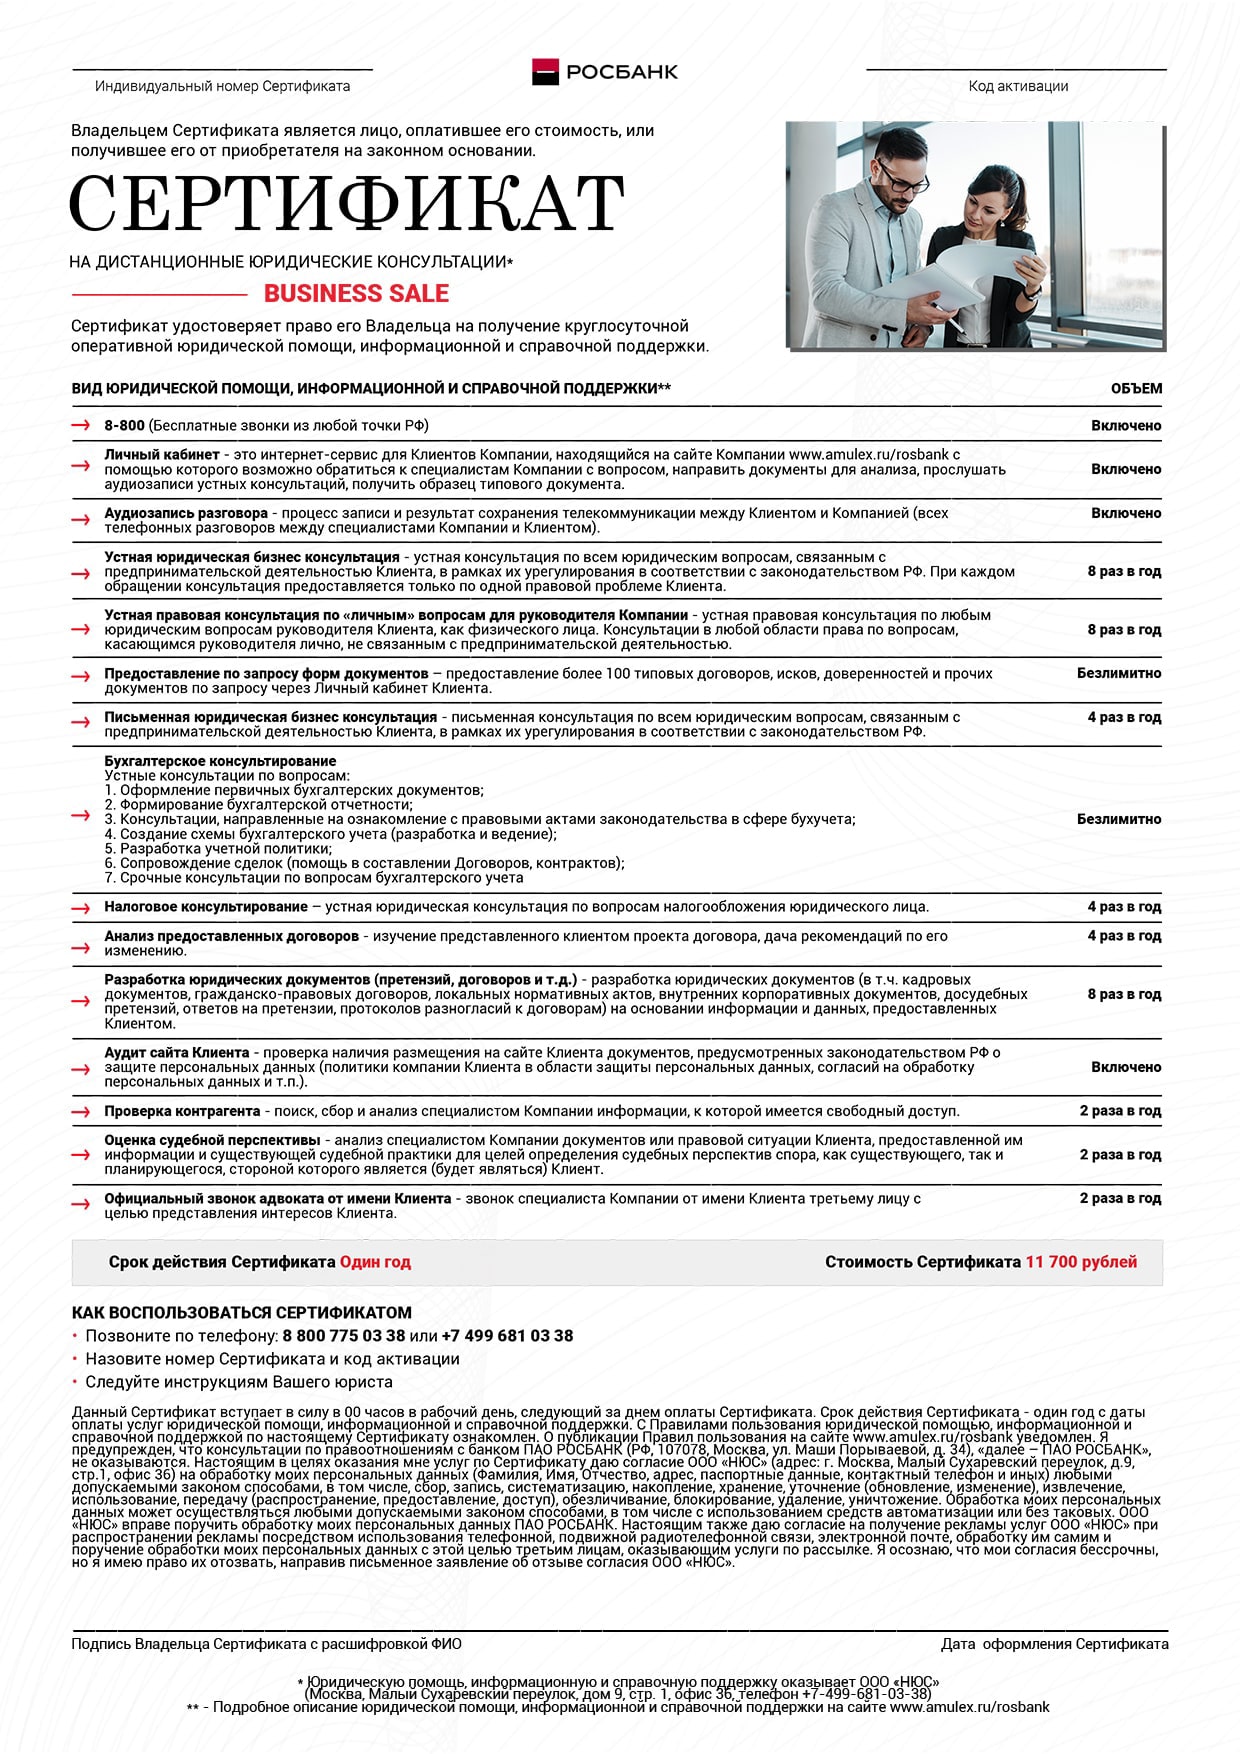 РОСБАНК
Индивидуальный номер Сертификата
Код активации
Владельцем Сертификата является лицо, оплатившее его стоимость, или
получившее его от приобретателя на законном основании.
СЕРТИФИКАТ
НА ДИСТАНЦИОННЫЕ ЮРИДИЧЕСКИЕ КОНСУЛЬТАЦИИ*
BUSINESS SALE
Сертификат удостоверяет право его Владельца на получение круглосуточной
оперативной юридической помощи, информационной и справочной поддержки.
ВИД ЮРИДИЧЕСКОЙ ПОМОЩИ, ИНФОРМАЦИОННОЙ И СПРАВОЧНОЙ ПОДДЕРЖКИ** ОБЪЕМ
8-800 (Бесплатные звонки из любой точки РФ) Включено
Личный кабинет - это интернет-сервис для Клиентов Компании, находящийся на сайте Компании www.amulex.ru/rosbank с
помощью которого возможно обратиться к специалистам Компании с вопросом, направить документы для анализа, прослушать Включено
аудиозаписи устных консультаций, получить образец типового документа.
Аудиозапись разговора - процесс записи и результат сохранения телекоммуникации между Клиентом и Компанией (всех Включено
телефонных разговоров между специалистами Компании и Клиентом).
Устная юридическая бизнес консультация - устная консультация по всем юридическим вопросам, связанным с
предпринимательской деятельностью Клиента, в рамках их урегулирования в соответствии с законодательством РФ. При каждом 8 раз в год
обращении консультация предоставляется только по одной правовой проблеме Клиента.
Устная правовая консультация по «личным» вопросам для руководителя Компании - устная правовая консультация по любым
юридическим вопросам руководителя Клиента, как физического лица. Консультации в любой области права по вопросам, 8 раз в год
касающимся руководителя лично, не связанным с предпринимательской деятельностью.
Предоставление по запросу форм документов – предоставление более 100 типовых договоров, исков, доверенностей и прочих Безлимитно
документов по запросу через Личный кабинет Клиента.
Письменная юридическая бизнес консультация - письменная консультация по всем юридическим вопросам, связанным с 4 раз в год
предпринимательской деятельностью Клиента, в рамках их урегулирования в соответствии с законодательством РФ.
Бухгалтерское консультирование
Устные консультации по вопросам:
1. Оформление первичных бухгалтерских документов;
2. Формирование бухгалтерской отчетности;
3. Консультации, направленные на ознакомление с правовыми актами законодательства в сфере бухучета; Безлимитно
4. Создание схемы бухгалтерского учета (разработка и ведение);
5. Разработка учетной политики;
6. Сопровождение сделок (помощь в составлении Договоров, контрактов);
7. Срочные консультации по вопросам бухгалтерского учета
Налоговое консультирование – устная юридическая консультация по вопросам налогообложения юридического лица. 4 раз в год
Анализ предоставленных договоров - изучение представленного клиентом проекта договора, дача рекомендаций по его 4 раз в год
изменению.
Разработка юридических документов (претензий, договоров и т.д.) - разработка юридических документов (в т.ч. кадровых
документов, гражданско-правовых договоров, локальных нормативных актов, внутренних корпоративных документов, досудебных 8 раз в год
претензий, ответов на претензии, протоколов разногласий к договорам) на основании информации и данных, предоставленных
Клиентом.
Аудит сайта Клиента - проверка наличия размещения на сайте Клиента документов, предусмотренных законодательством РФ о
защите персональных данных (политики компании Клиента в области защиты персональных данных, согласий на обработку Включено
персональных данных и т.п.).
Проверка контрагента - поиск, сбор и анализ специалистом Компании информации, к которой имеется свободный доступ. 2 раза в год
Оценка судебной перспективы - анализ специалистом Компании документов или правовой ситуации Клиента, предоставленной им
информации и существующей судебной практики для целей определения судебных перспектив спора, как существующего, так и 2 раза в год
планирующегося, стороной которого является (будет являться) Клиент.
Официальный звонок адвоката от имени Клиента - звонок специалиста Компании от имени Клиента третьему лицу с 2 раза в год
целью представления интересов Клиента.
Срок действия Сертификата Один год Стоимость Сертификата 11 700 рублей
КАК ВОСПОЛЬЗОВАТЬСЯ СЕРТИФИКАТОМ
• Позвоните по телефону: 8 800 775 03 38 или +7 499 681 03 38
• Назовите номер Сертификата и код активации
• Следуйте инструкциям Вашего юриста
Данный Сертификат вступает в силу в 00 часов в рабочий день, следующий за днем оплаты Сертификата. Срок действия Сертификата - один год с даты
оплаты услуг юридической помощи, информационной и справочной поддержки. С Правилами пользования юридической помощью, информационной и
справочной поддержкой по настоящему Сертификату ознакомлен. О публикации Правил пользования на сайте www.amulex.ru/rosbank уведомлен. Я
предупрежден, что консультации по правоотношениям с банком ПАО РОСБАНК (РФ, 107078, Москва, ул. Маши Порываевой, д. 34), «далее – ПАО РОСБАНК»,
не оказываются. Настоящим в целях оказания мне услуг по Сертификату даю согласие ООО «НЮС» (адрес: г. Москва, Малый Сухаревский переулок, д.9,
стр.1, офис 36) на обработку моих персональных данных (Фамилия, Имя, Отчество, адрес, паспортные данные, контактный телефон и иных) любыми
допускаемыми законом способами, в том числе, сбор, запись, систематизацию, накопление, хранение, уточнение (обновление, изменение), извлечение,
использование, передачу (распространение, предоставление, доступ), обезличивание, блокирование, удаление, уничтожение. Обработка моих персональных
данных может осуществляться любыми допускаемыми законом способами, в том числе с использованием средств автоматизации или без таковых. ООО
«НЮС» вправе поручить обработку моих персональных данных ПАО РОСБАНК. Настоящим также даю согласие на получение рекламы услуг ООО «НЮС» при
распространении рекламы посредством использования телефонной, подвижной радиотелефонной связи, электронной почте, обработку им самим и
поручение обработки моих персональных данных с этой целью третьим лицам, оказывающим услуги по рассылке. Я осознаю, что мои согласия бессрочны,
но я имею право их отозвать, направив письменное заявление об отзыве согласия ООО «НЮС».
Подпись Владельца Сертификата с расшифровкой ФИО
Дата оформления Сертификата
* Юридическую помощь, информационную и справочную поддержку оказывает ООО «НЮС»
(Москва, Малый Сухаревский переулок, дом 9, стр. 1, офис 36, телефон +7-499-681-03-38)
** - Подробное описание юридической помощи, информационной и справочной поддержки на сайте www.amulex.ru/rosbank